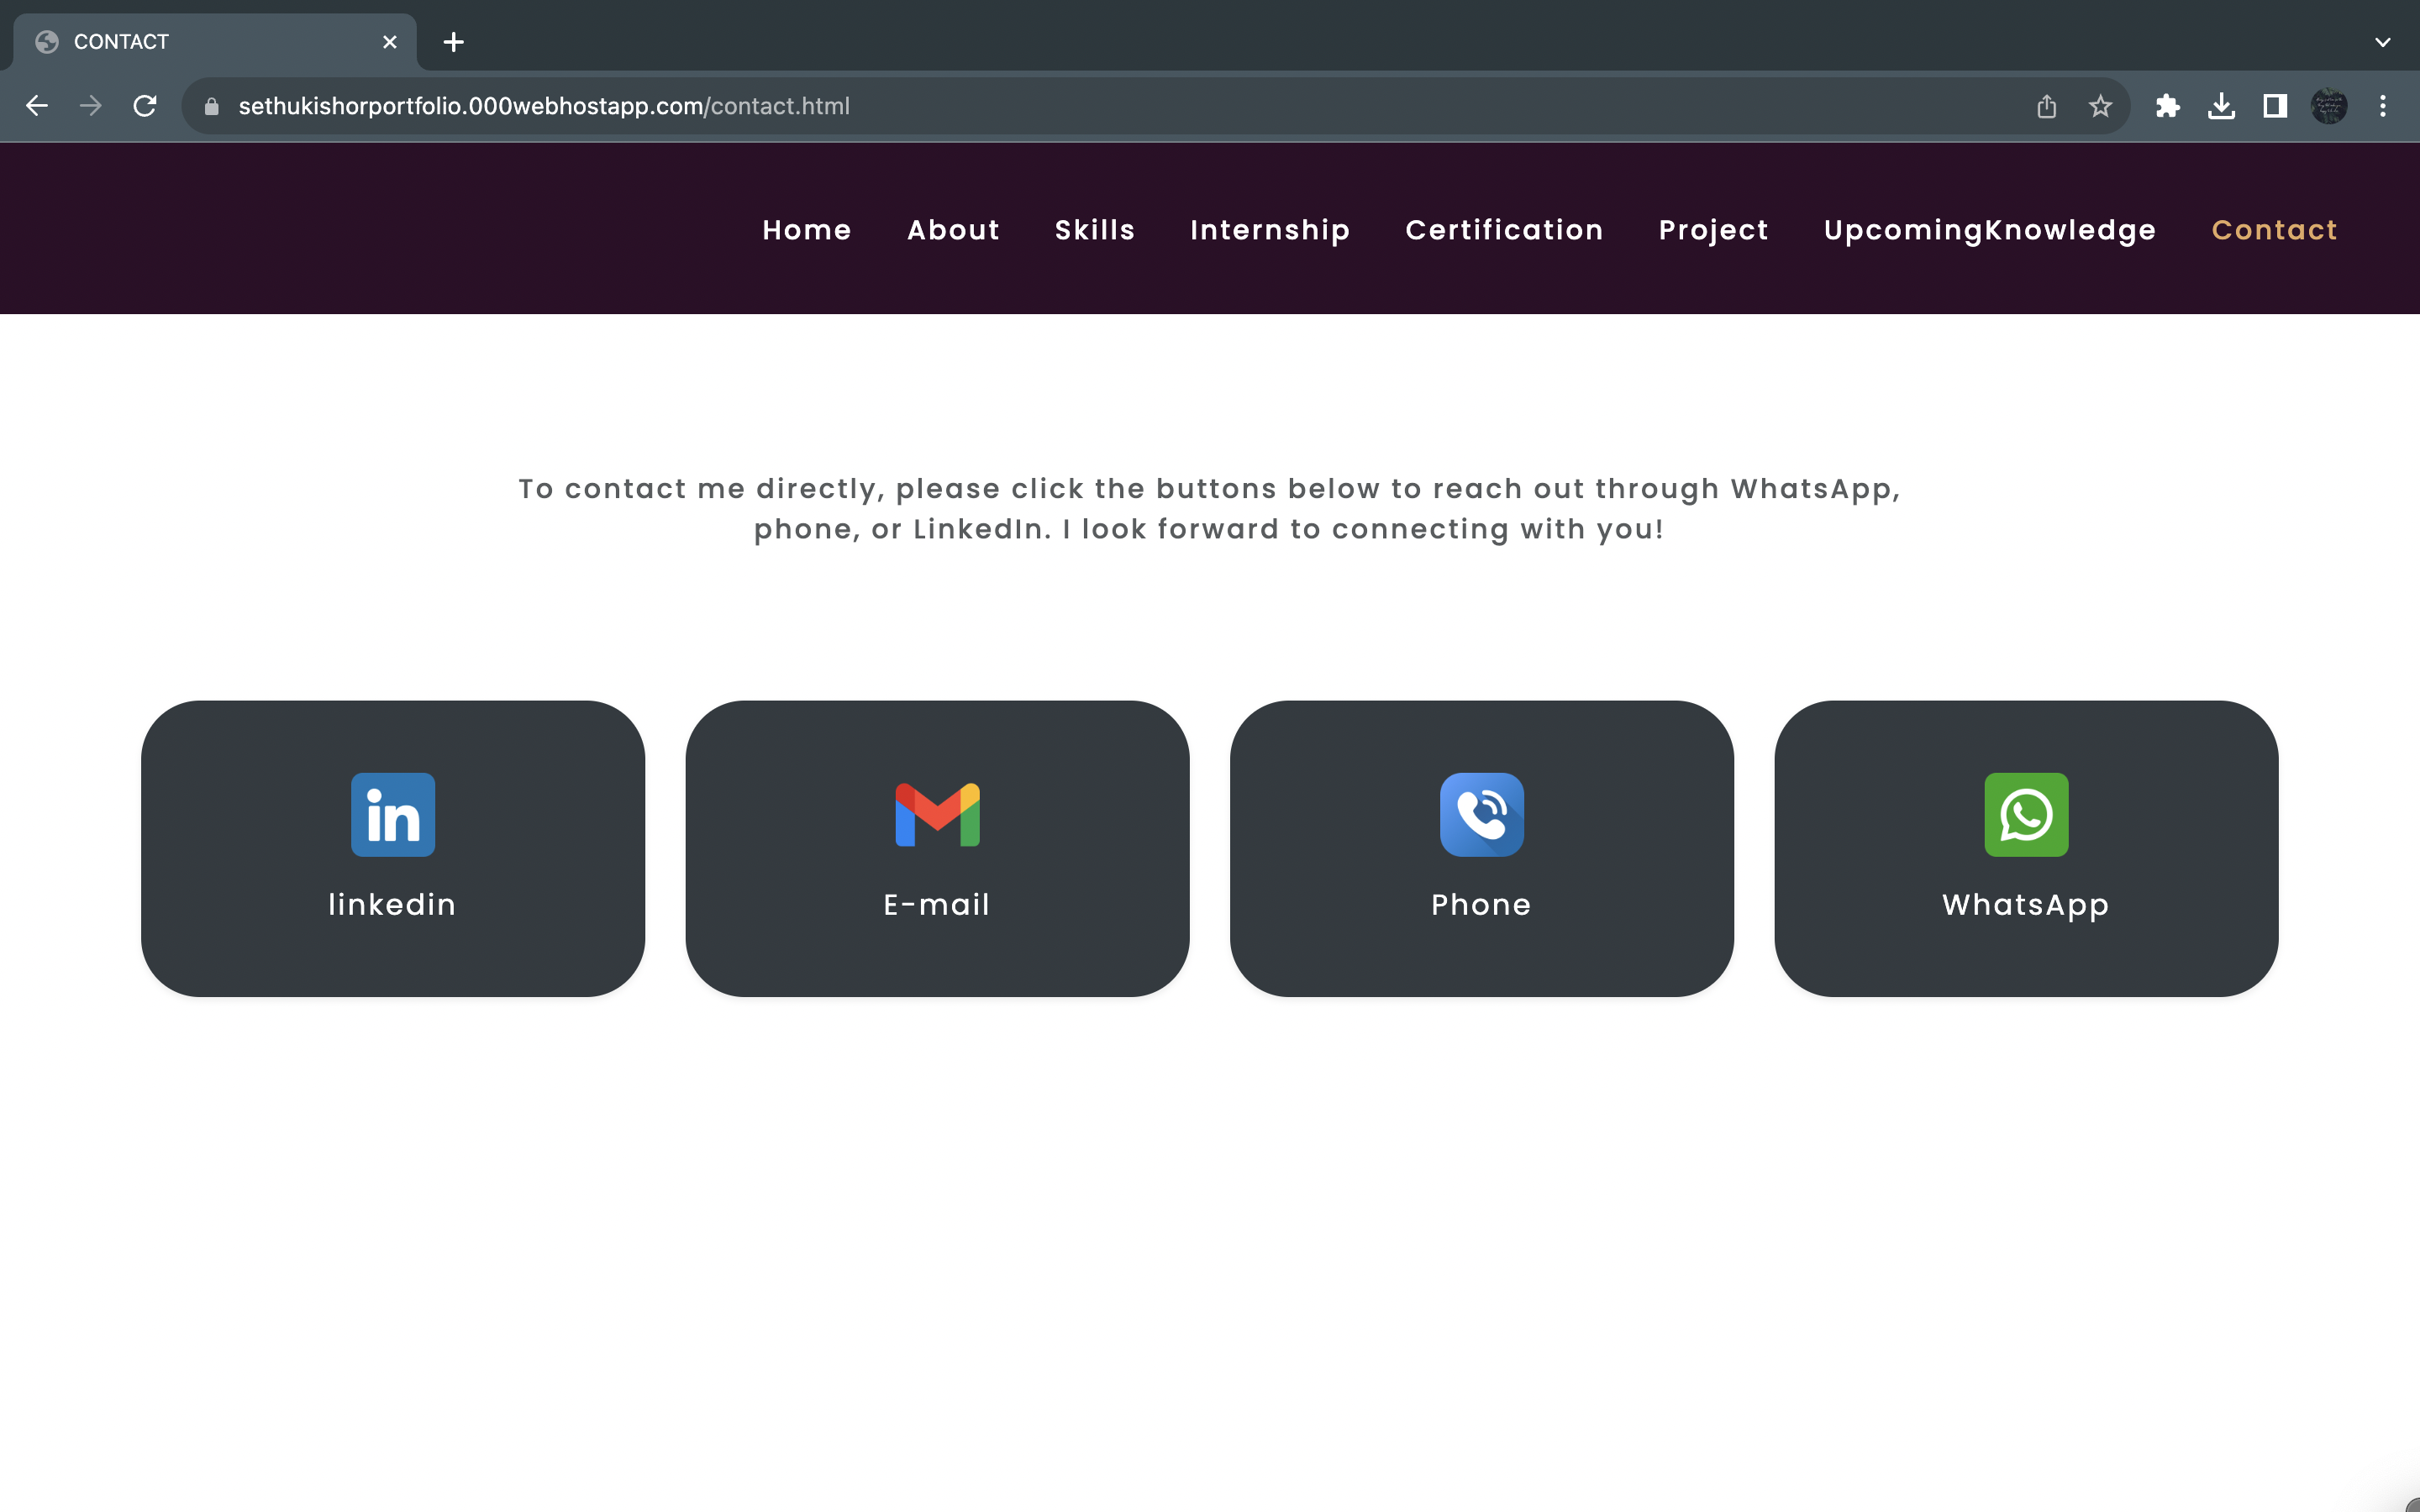 CONTACT
sethukishorportfolio.000webhostapp.com/contact.html
Home About Skills Internship Certification Project UpcomingKnowledge Contact
To contact me directly, please click the buttons below to reach out through WhatsApp,
phone, or LinkedIn. I look forward to connecting with you!
in
linkedin E-mail Phone WhatsApp